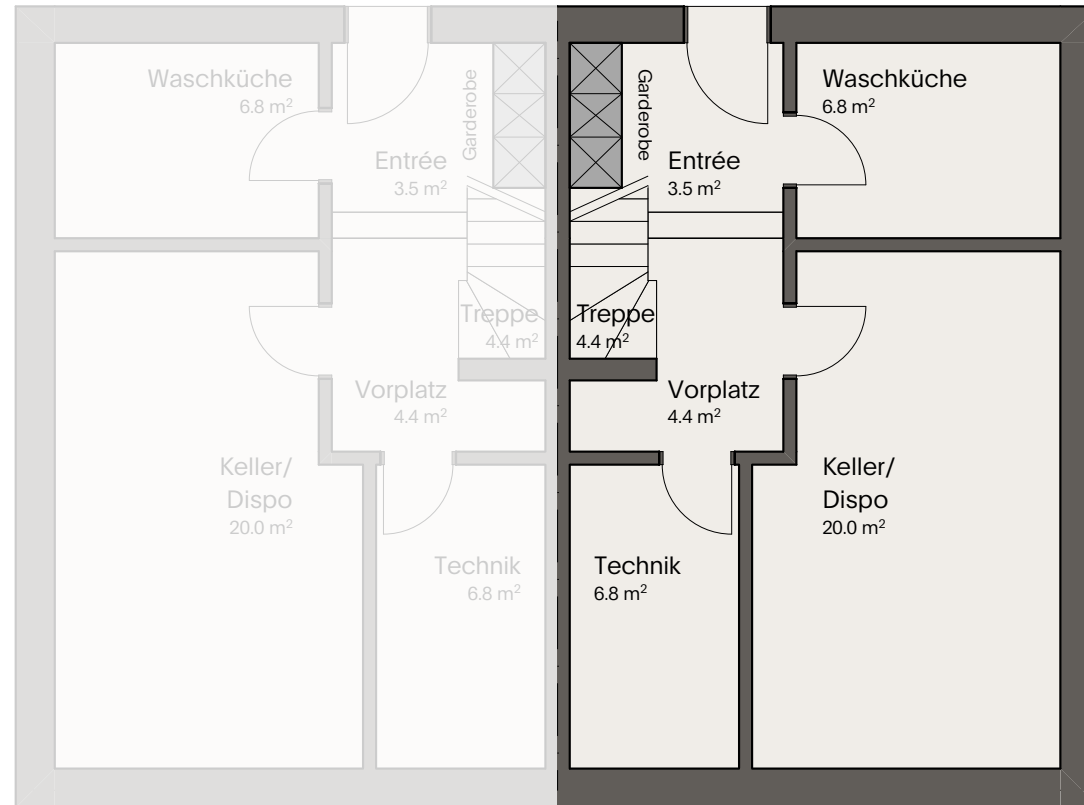 Waschküche
6.8 m²
Garderobe
Entrée
3.5 m²
Treppe
4.4 m²
Vorplatz
4.4 m²
Keller/
Dispo
20.0 m²
Technik
6.8 m²
Garderobe
Waschküche
6.8 m²
Entrée
3.5 m²
Treppe
4.4 m²
Vorplatz
4.4 m²
Keller/
Dispo
20.0 m²
Technik
6.8 m²